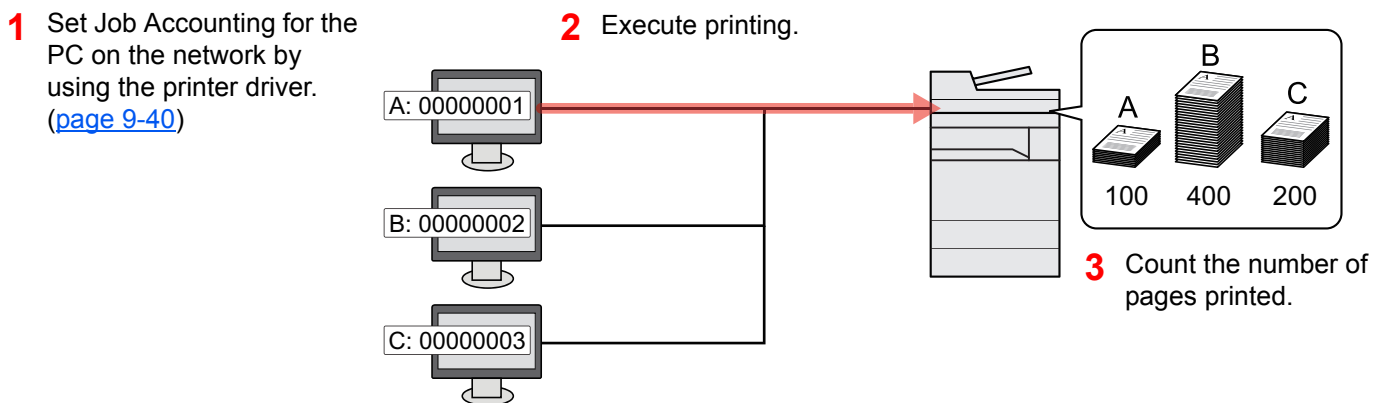 1 Set Job Accounting for the
PC on the network by
using the printer driver.
(page 9-40)
2 Execute printing.
A: 00000001
B: 00000002
C: 00000003
A
B
C
100 400 200
3 Count the number of
pages printed.